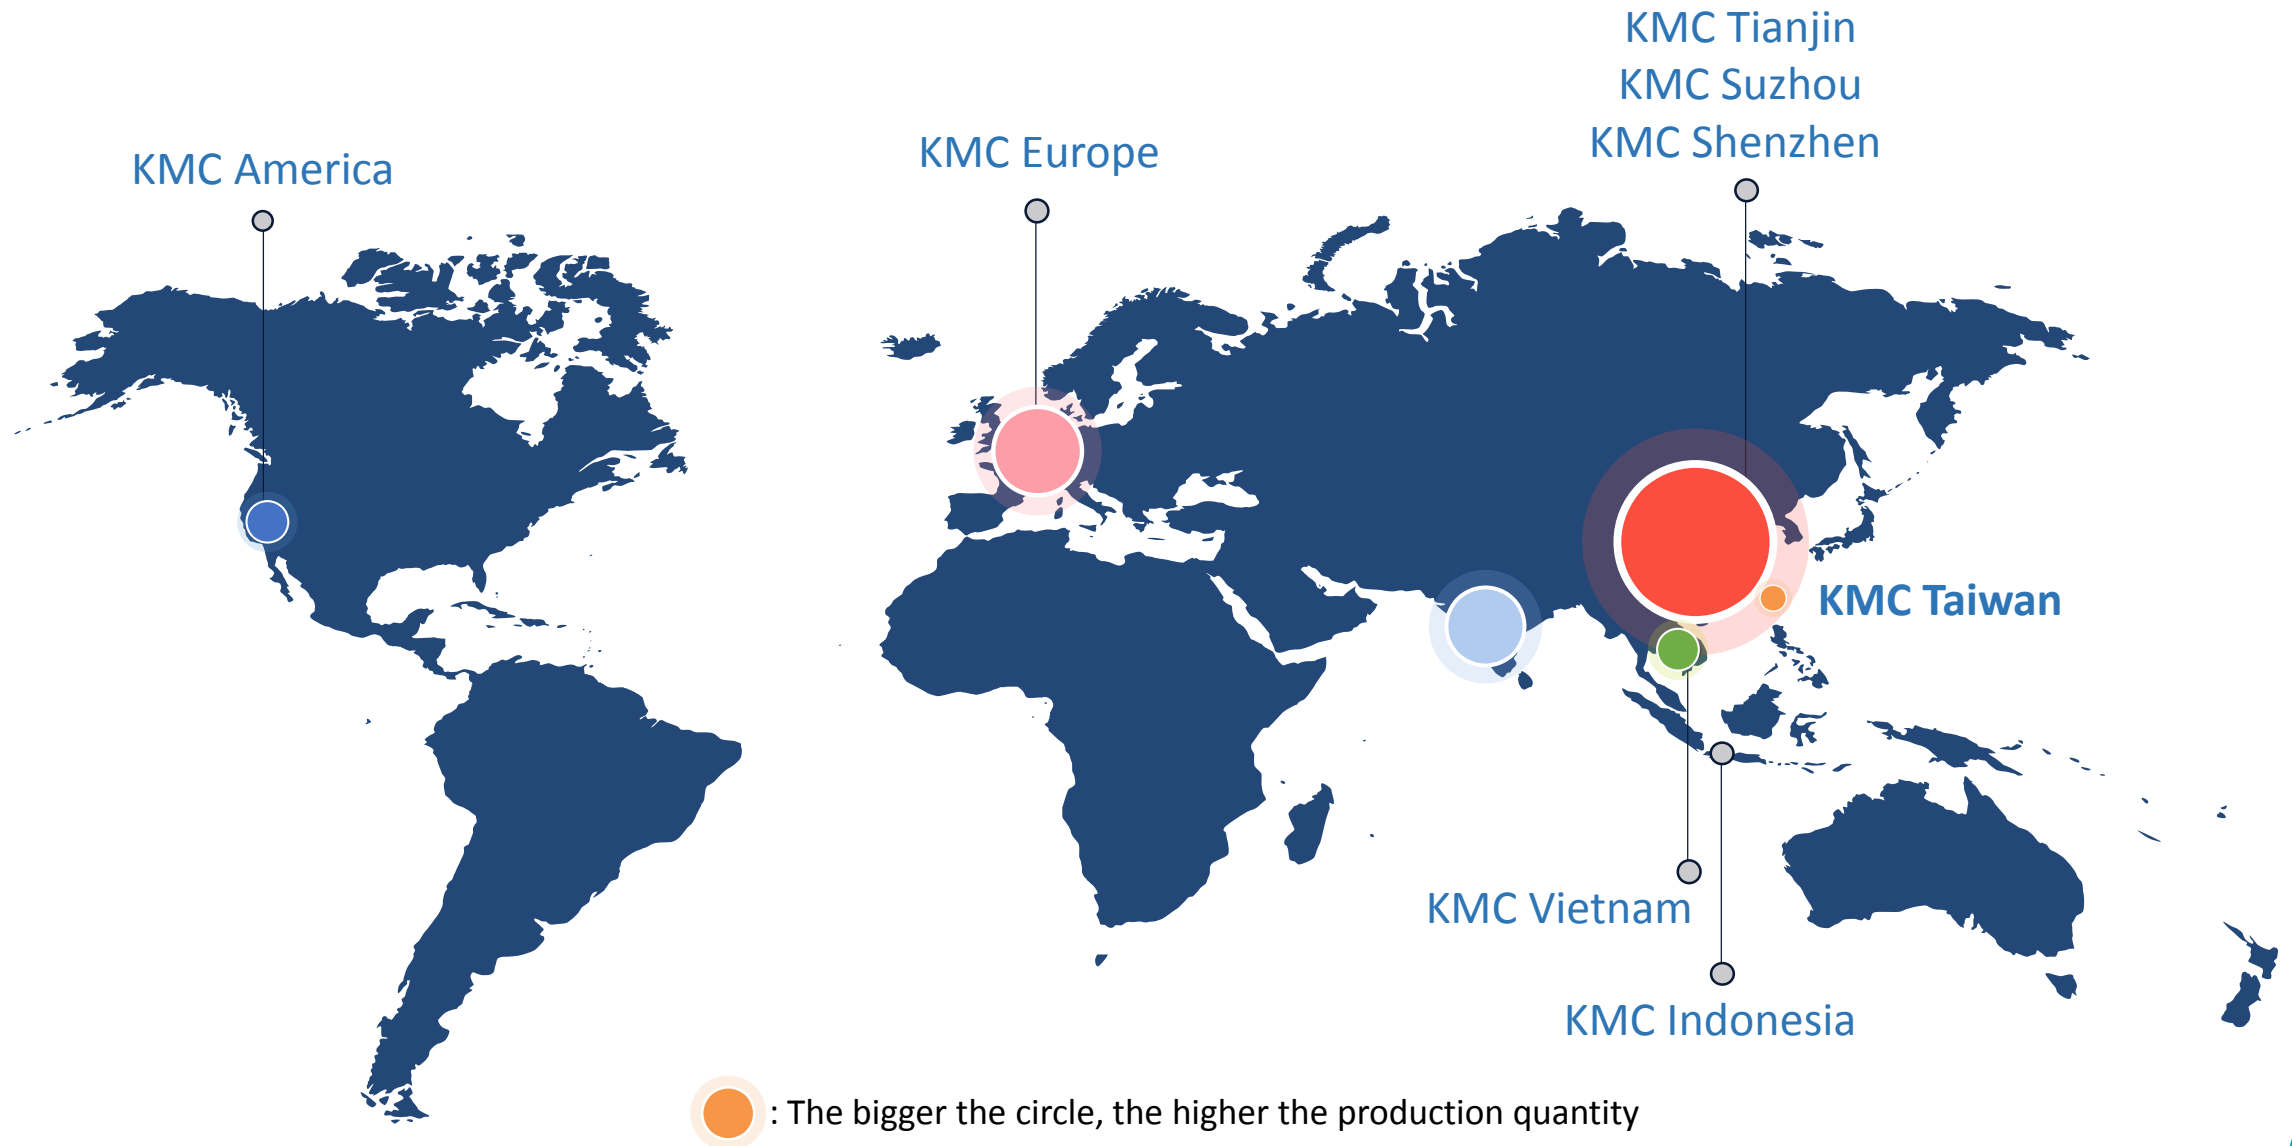 KMC Tianjin
KMC Suzhou
KMC Shenzhen
KMC America
KMC Europe
KMC Taiwan
KMC Vietnam
KMC Indonesia
: The bigger the circle, the higher the production quantity